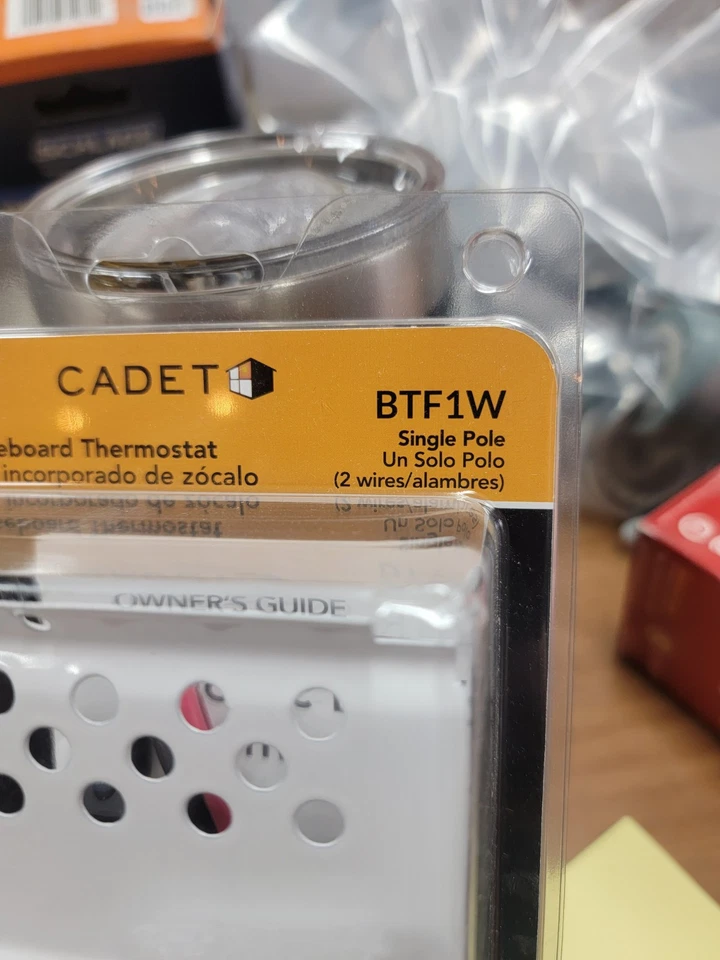 CADET
BTF1W
eboard Thermostat
incorporado de zócalo
Single Pole
Un Solo Polo
(2 wires/alambres)
OWNER'S GUIDE